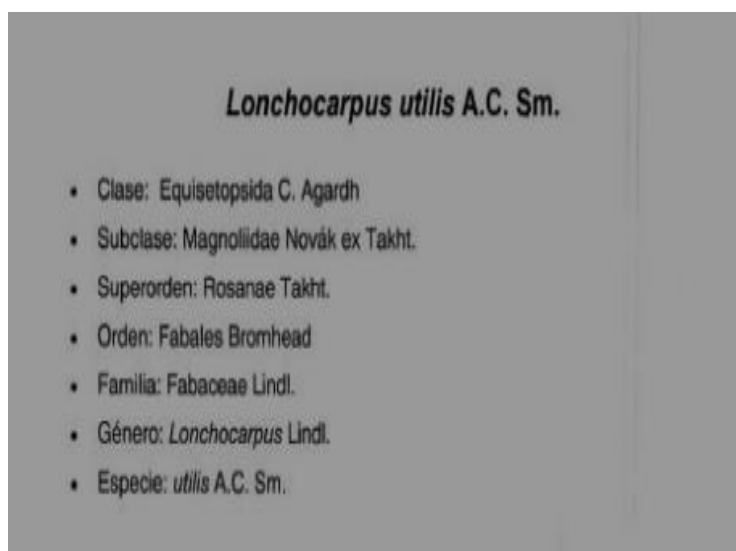 Lonchocarpus utilis A.C. Sm.
• Clase: Equisetopsida C. Agardh
• Subclase: Magnoliidae Novák ex Takht.
• Superorden: Rosanae Takht.
• Orden: Fabales Bromhead
• Familia: Fabaceae Lindl.
• Género: Lonchocarpus Lindl.
• Especie: utilis A.C. Sm.